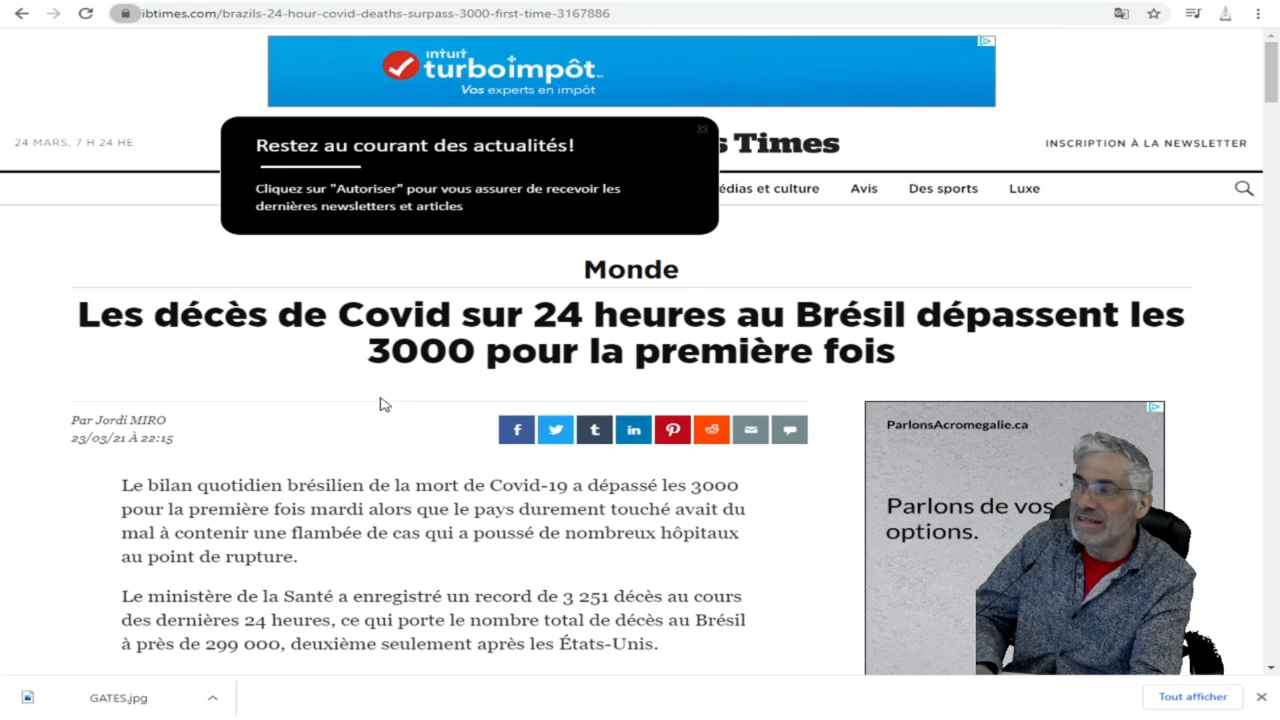 ibtimes.com/brazils-24-hour-covid-deaths-surpass-3000-first-time-3167886
intuit
turboimpôt
Vos experts en impôt
24 MARS, 7 H 24 HE
Restez au courant des actualités!
Cliquez sur "Autoriser" pour vous assurer de recevoir les
dernières newsletters et articles
s Times
INSCRIPTION À LA NEWSLETTER
édias et culture Avis Des sports Luxe
Monde
Les décès de Covid sur 24 heures au Brésil dépassent les
3000 pour la première fois
Par Jordi MIRO
23/03/21 À 22:15
Le bilan quotidien brésilien de la mort de Covid-19 a dépassé les 3000
pour la première fois mardi alors que le pays durement touché avait du
mal à contenir une flambée de cas qui a poussé de nombreux hôpitaux
au point de rupture.
Le ministère de la Santé a enregistré un record de 3 251 décès au cours
des dernières 24 heures, ce qui porte le nombre total de décès au Brésil
à près de 299 000, deuxième seulement après les États-Unis.
ParlonsAcromegalie.ca
Parlons de vos
options.
GATES.jpg
Tout afficher